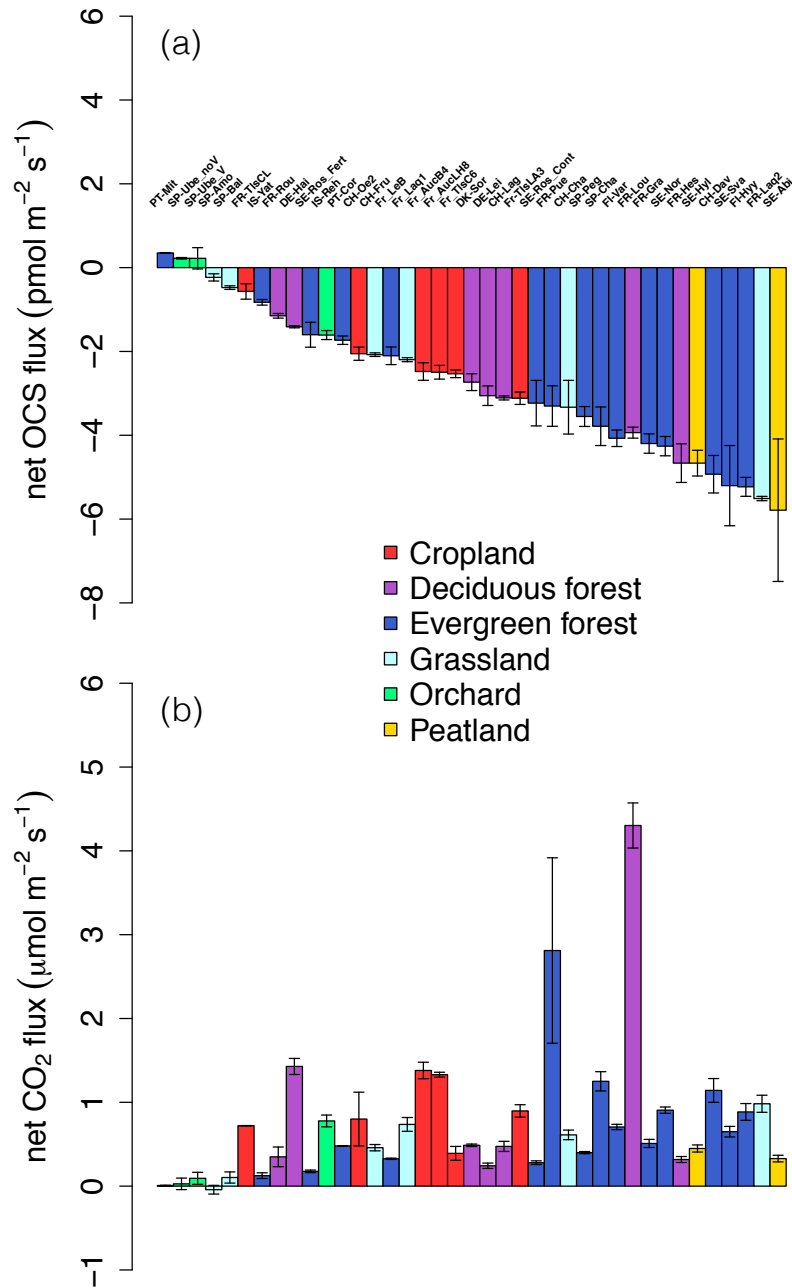 (a)
net OCS flux (pmol m⁻² s⁻¹)
6
4
2
0
−2
−4
−6
−8
PT-Mit
SP-Ube_noV
SP-Ube_V
SP-Amo
SP-Bal
FR-TlsCL
IS-Yat
FR-Rou
DE-Hai
SE-Ros_Fert
IS-Reh
PT-Cor
CH-Oe2
CH-Fru
Fr_LeB
Fr_Laq1
Fr_AucB4
Fr_AucLH8
Fr_TlsC6
DK-Sor
DE-Lei
CH-Lag
Fr-TlsLA3
SE-Ros_Cont
FR-Pue
CH-Cha
SP-Peg
SP-Cha
FI-Var
FR-Lou
FR-Gra
SE-Nor
FR-Hes
SE-Hyl
CH-Dav
SE-Sva
FI-Hyy
FR-Laq2
SE-Abi
Cropland
Deciduous forest
Evergreen forest
Grassland
Orchard
Peatland
(b)
net CO₂ flux (μmol m⁻² s⁻¹)
6
5
4
3
2
1
0
−1